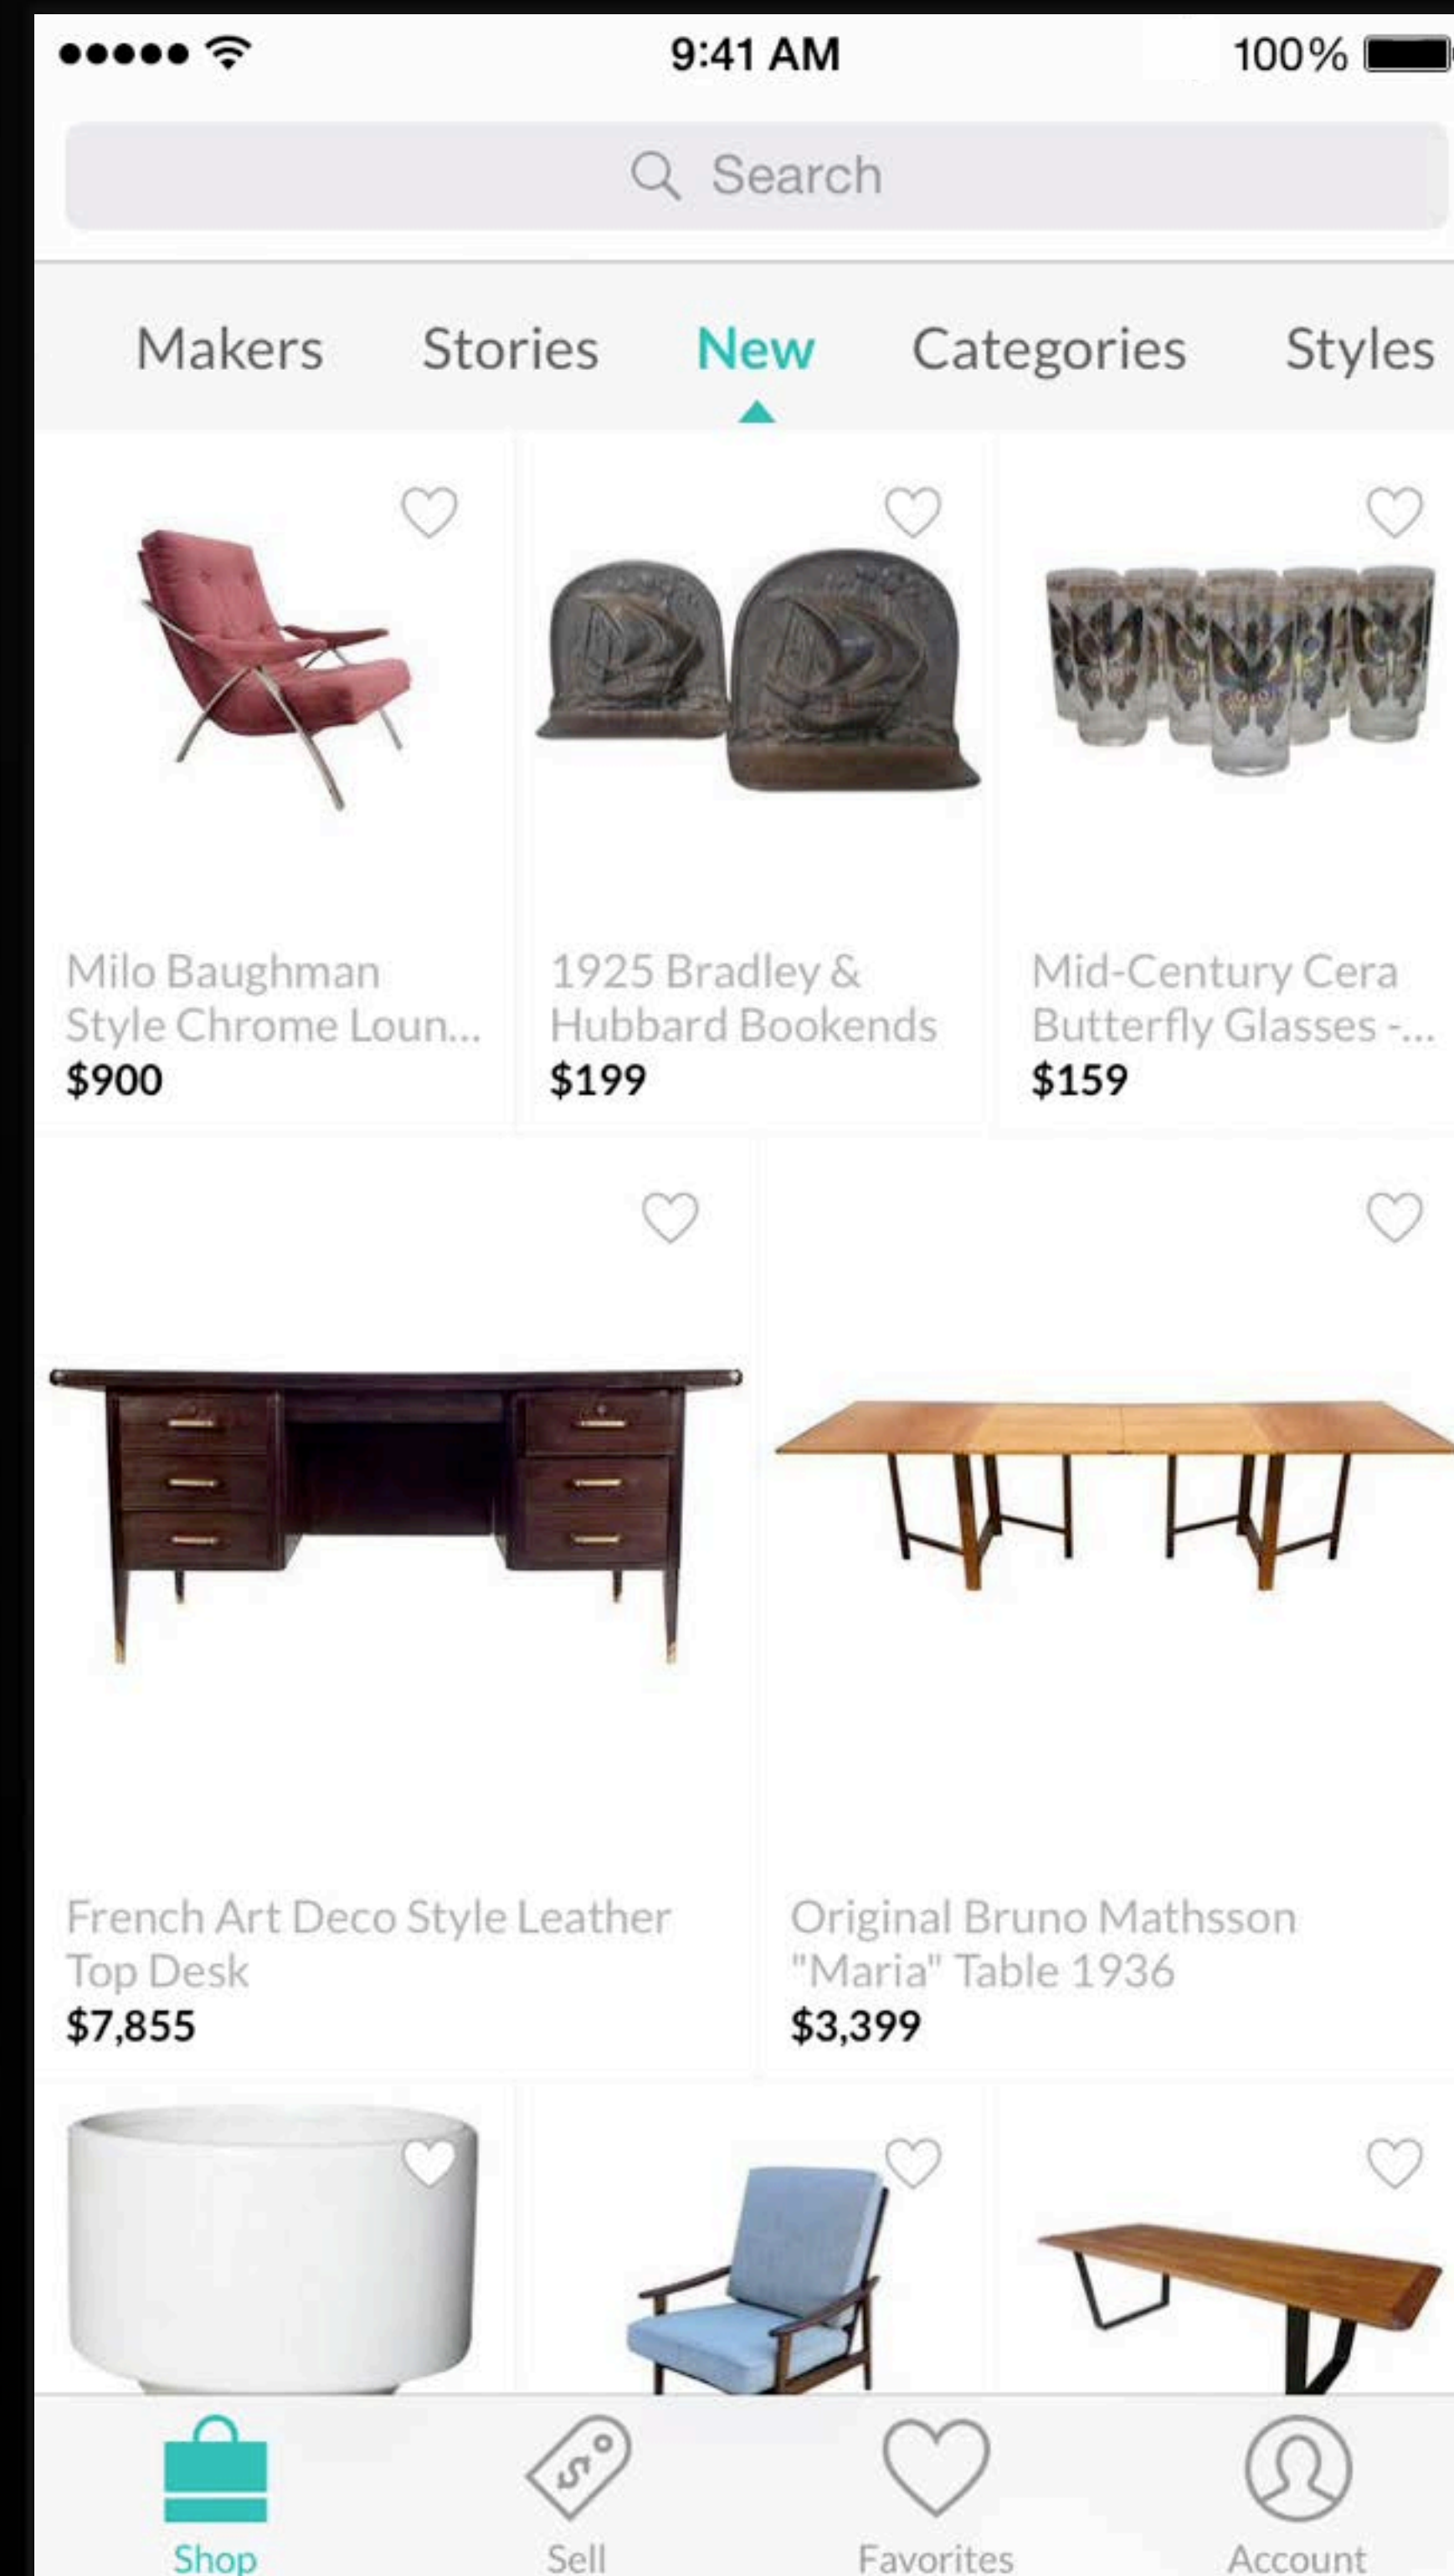 9:41 AM
100%
Search
Makers Stories New Categories Styles
Milo Baughman
Style Chrome Loun...
$900
1925 Bradley &
Hubbard Bookends
$199
Mid-Century Cera
Butterfly Glasses -...
$159
French Art Deco Style Leather
Top Desk
$7,855
Original Bruno Mathsson
"Maria" Table 1936
$3,399
Shop Sell Favorites Account